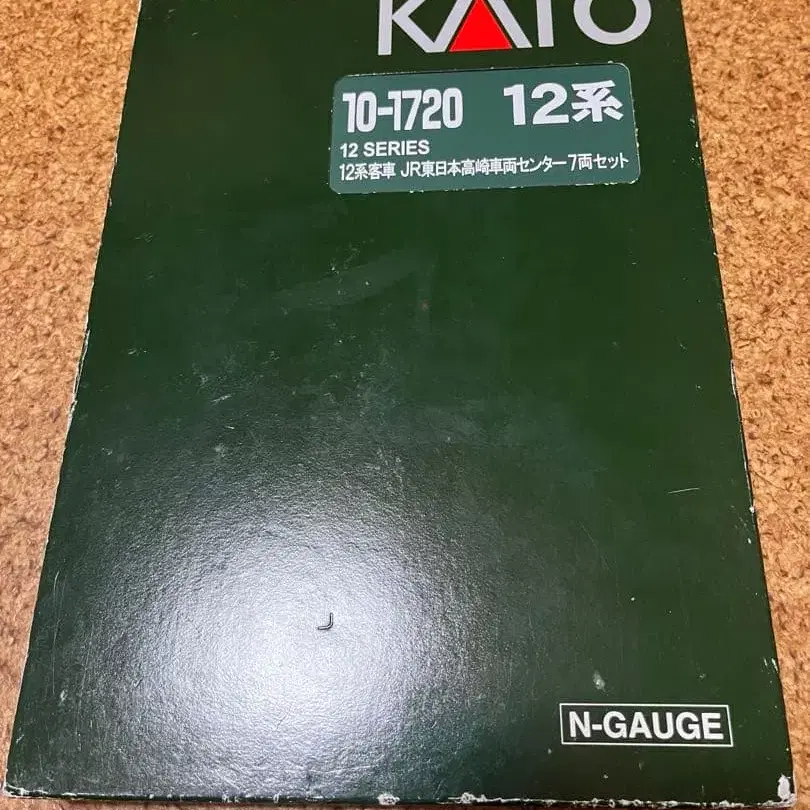 KATO
10-1720 12系
12 SERIES
12系客車 JR東日本高崎車両センター7両セット
N-GAUGE